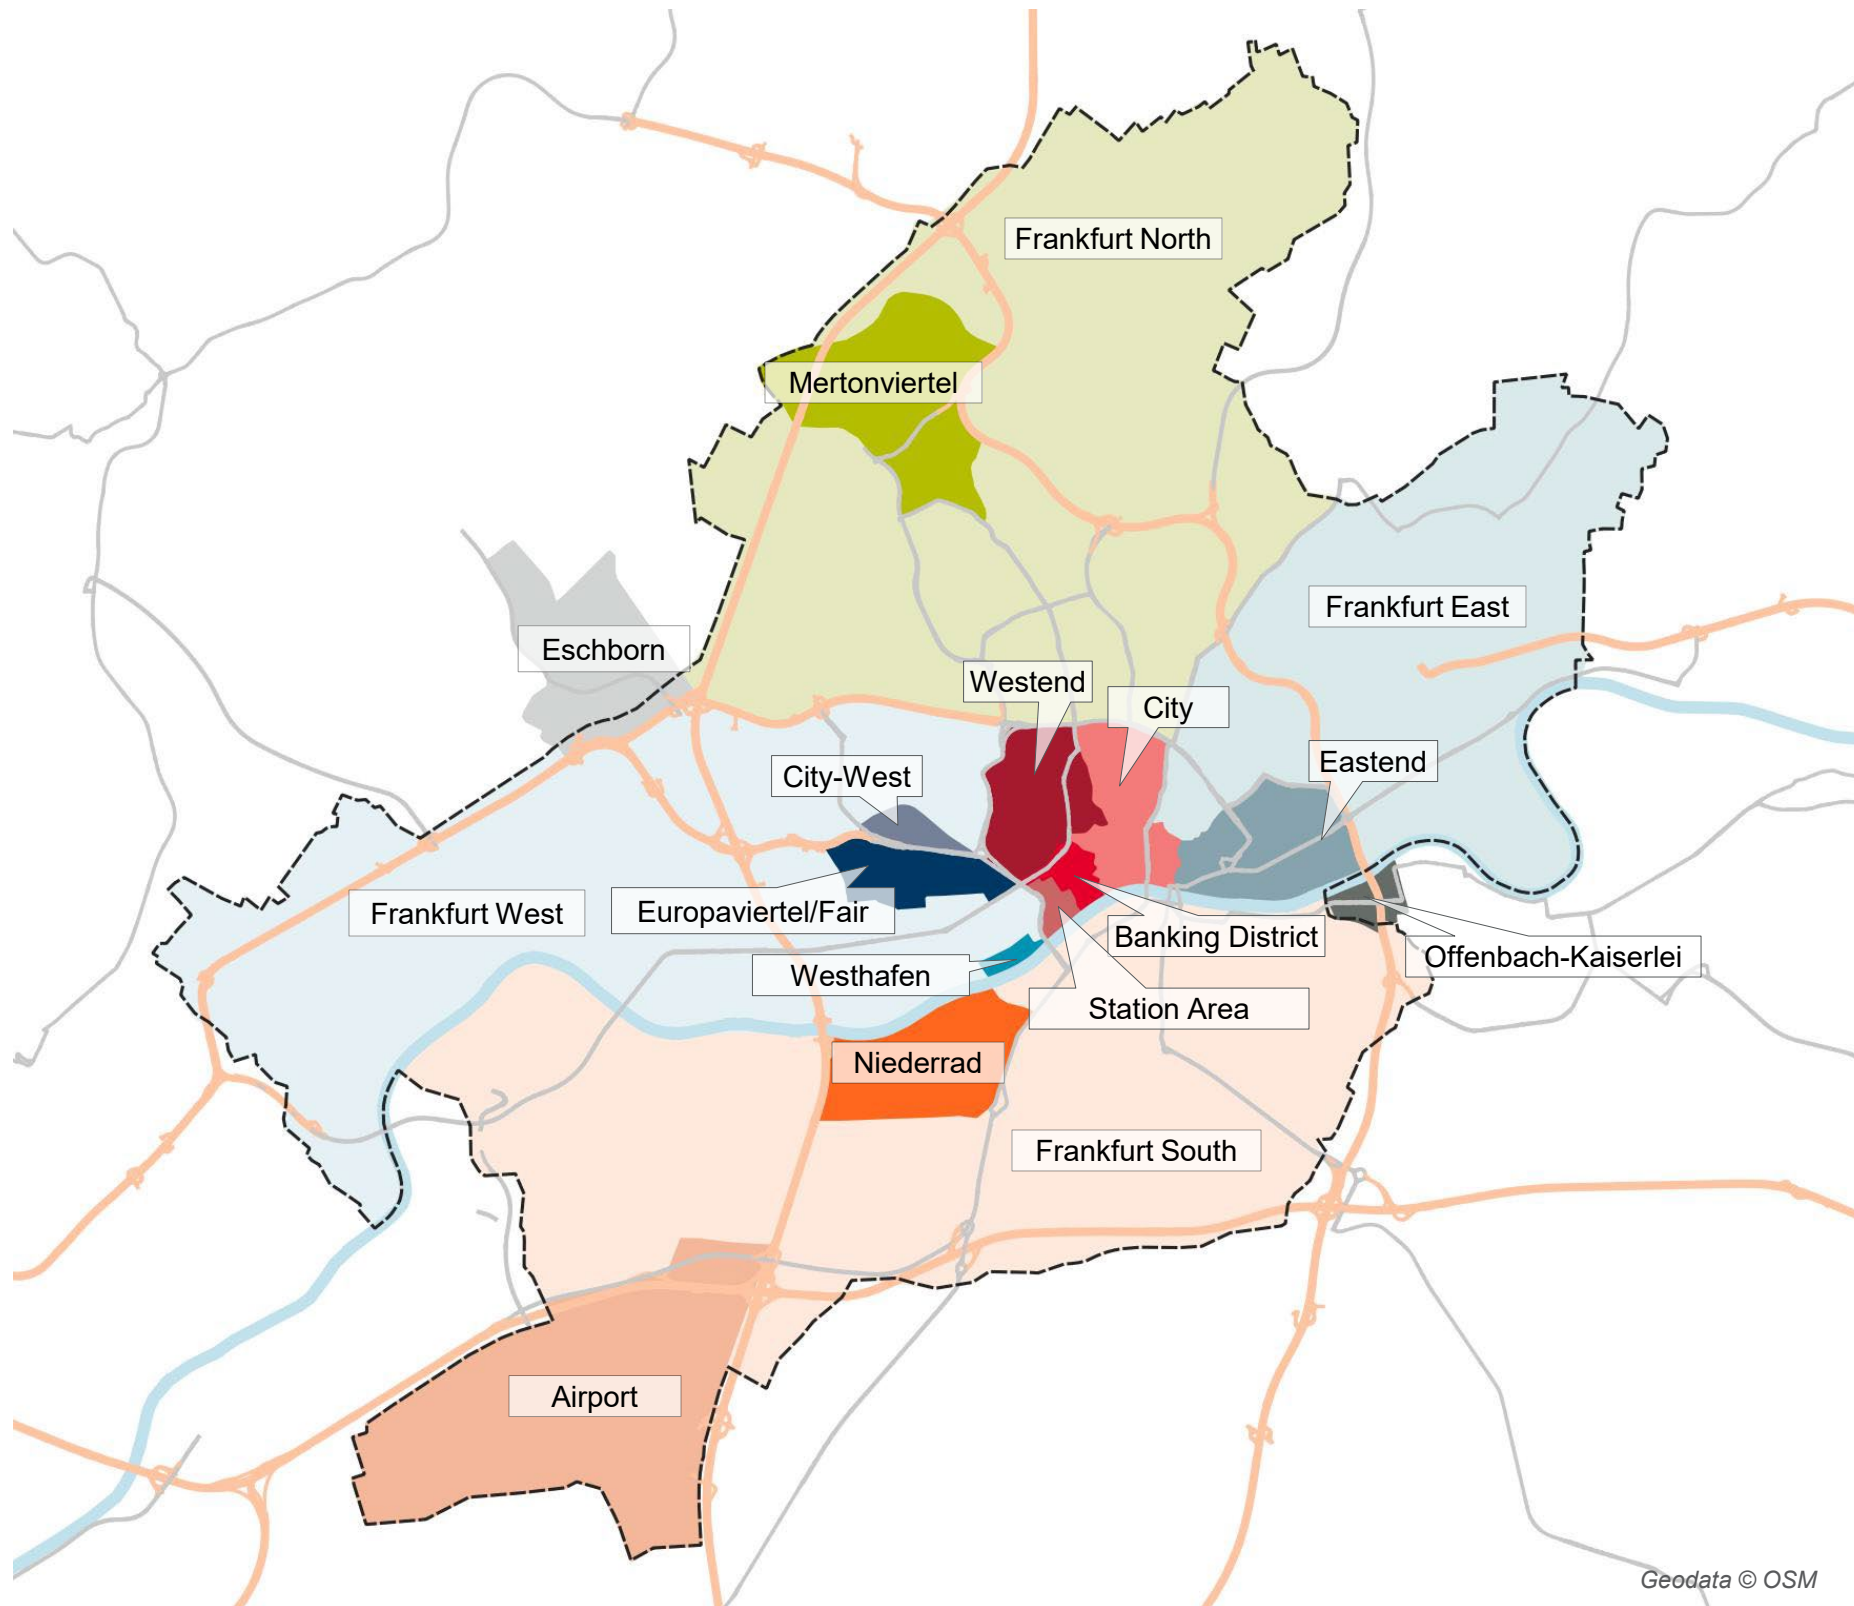 Frankfurt North
Mertonviertel
Frankfurt East
Eschborn
Westend
City
Eastend
City-West
Frankfurt West
Europaviertel/Fair
Banking District
Offenbach-Kaiserlei
Westhafen
Station Area
Niederrad
Frankfurt South
Airport
Geodata © OSM